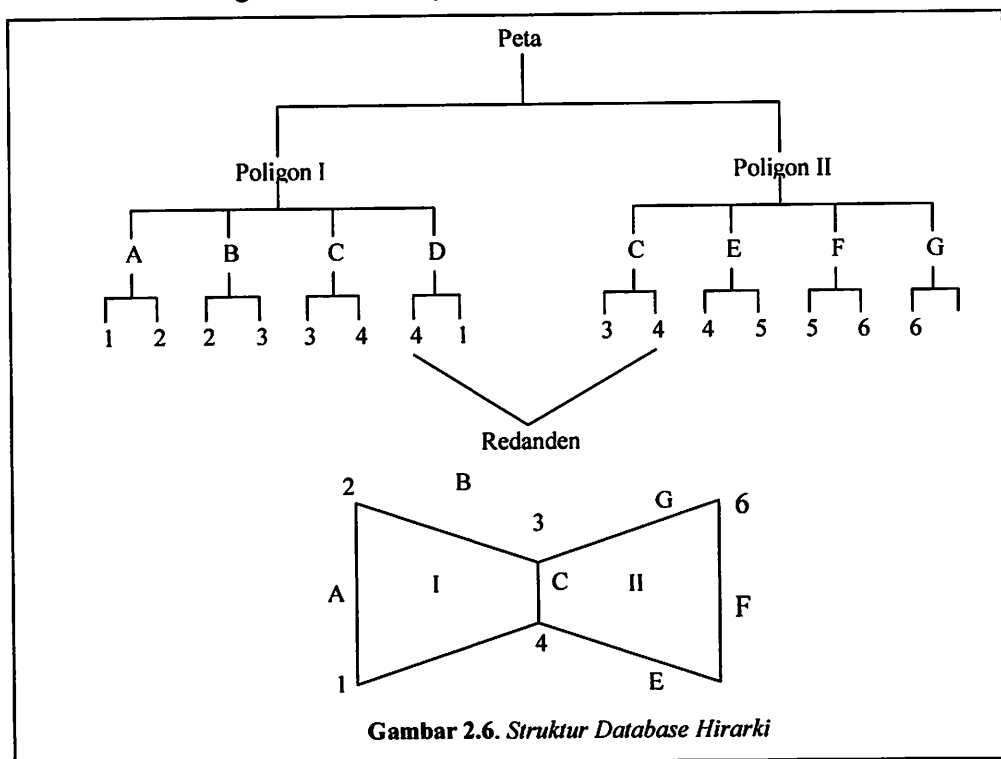 Peta
Poligon I Poligon II
A B C D C E F G
1 2 2 3 3 4 4 1 3 4 4 5 5 6 6
Redanden
2 B G 6
3
A I C II F
4
1 E
Gambar 2.6. Struktur Database Hirarki